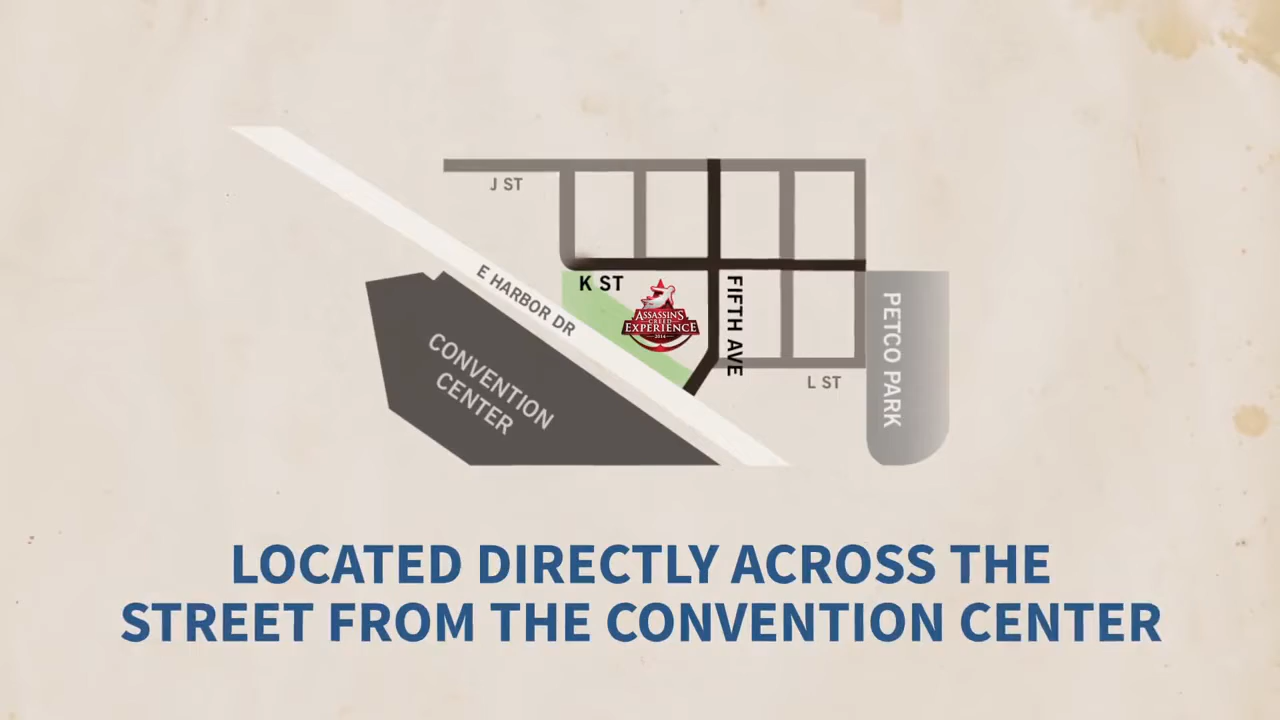 J ST
K ST
E HARBOR DR
ASSASSIN'S
CREED
EXPERIENCE
2014
FIFTH AVE
PETCO PARK
CONVENTION
CENTER
L ST
LOCATED DIRECTLY ACROSS THE
STREET FROM THE CONVENTION CENTER